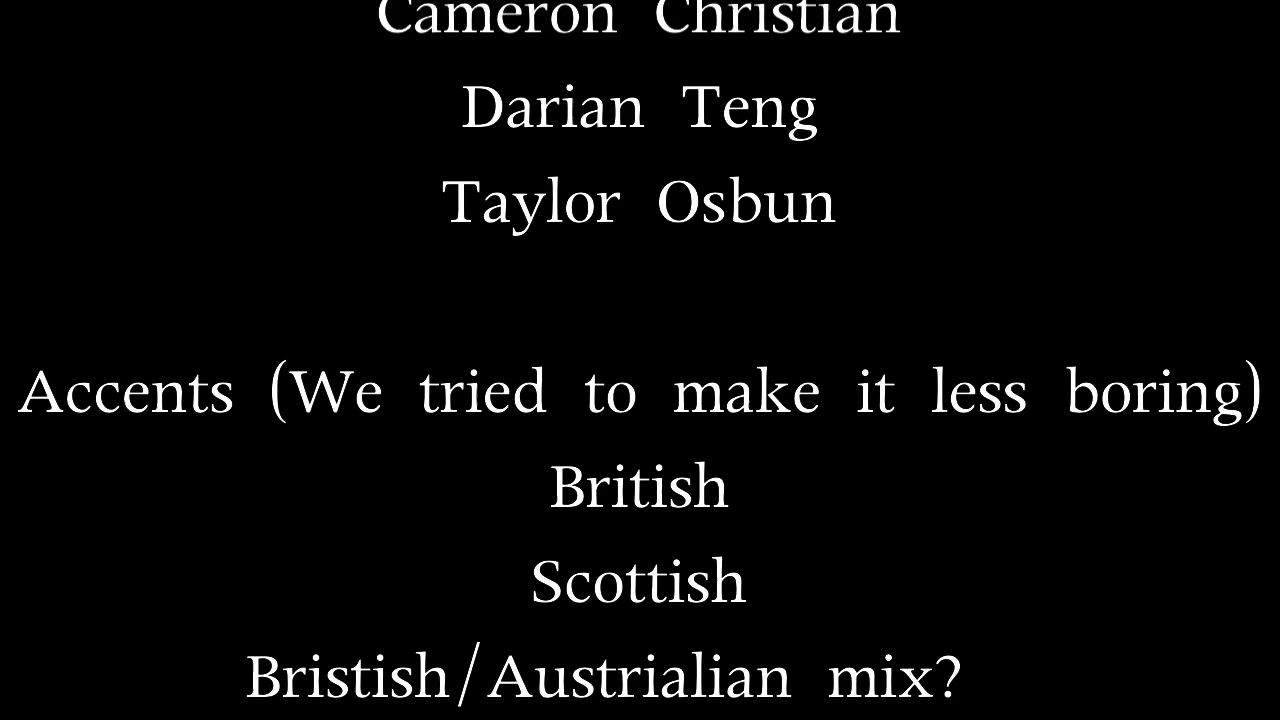 Cameron Christian
Darian Teng
Taylor Osbun
Accents (We tried to make it less boring)
British
Scottish
Bristish/Austrialian mix?